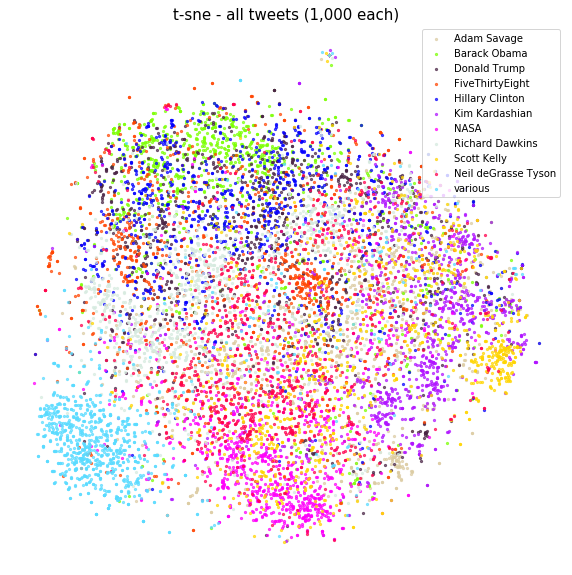 t-sne - all tweets (1,000 each)
Adam Savage
Barack Obama
Donald Trump
FiveThirtyEight
Hillary Clinton
Kim Kardashian
NASA
Richard Dawkins
Scott Kelly
Neil deGrasse Tyson
various